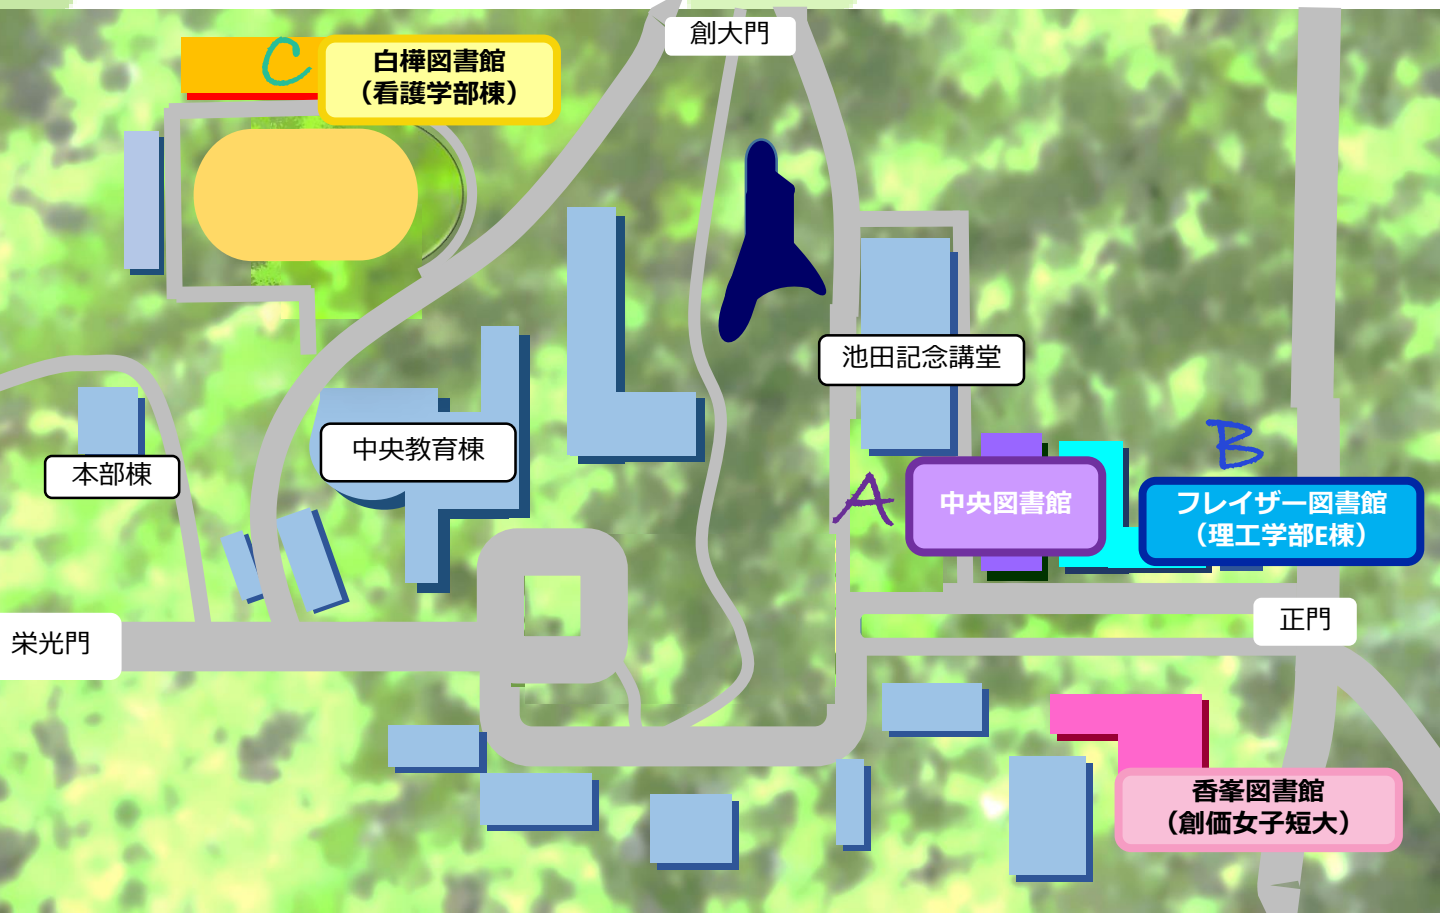 創大門
C
白樺図書館
（看護学部棟）
池田記念講堂
中央教育棟
本部棟
A
中央図書館
B
フレイザー図書館
（理工学部E棟）
栄光門
正門
香峯図書館
（創価女子短大）